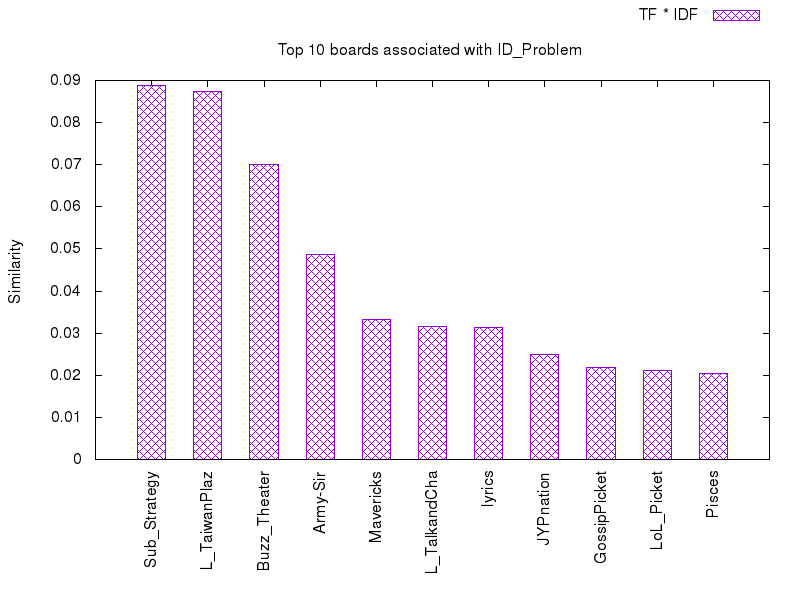 TF * IDF
Top 10 boards associated with ID_Problem
Similarity
0.09
0.08
0.07
0.06
0.05
0.04
0.03
0.02
0.01
0
Sub_Strategy
L_TaiwanPlaz
Buzz_Theater
Army-Sir
Mavericks
L_TalkandCha
lyrics
JYPnation
GossipPicket
LoL_Picket
Pisces